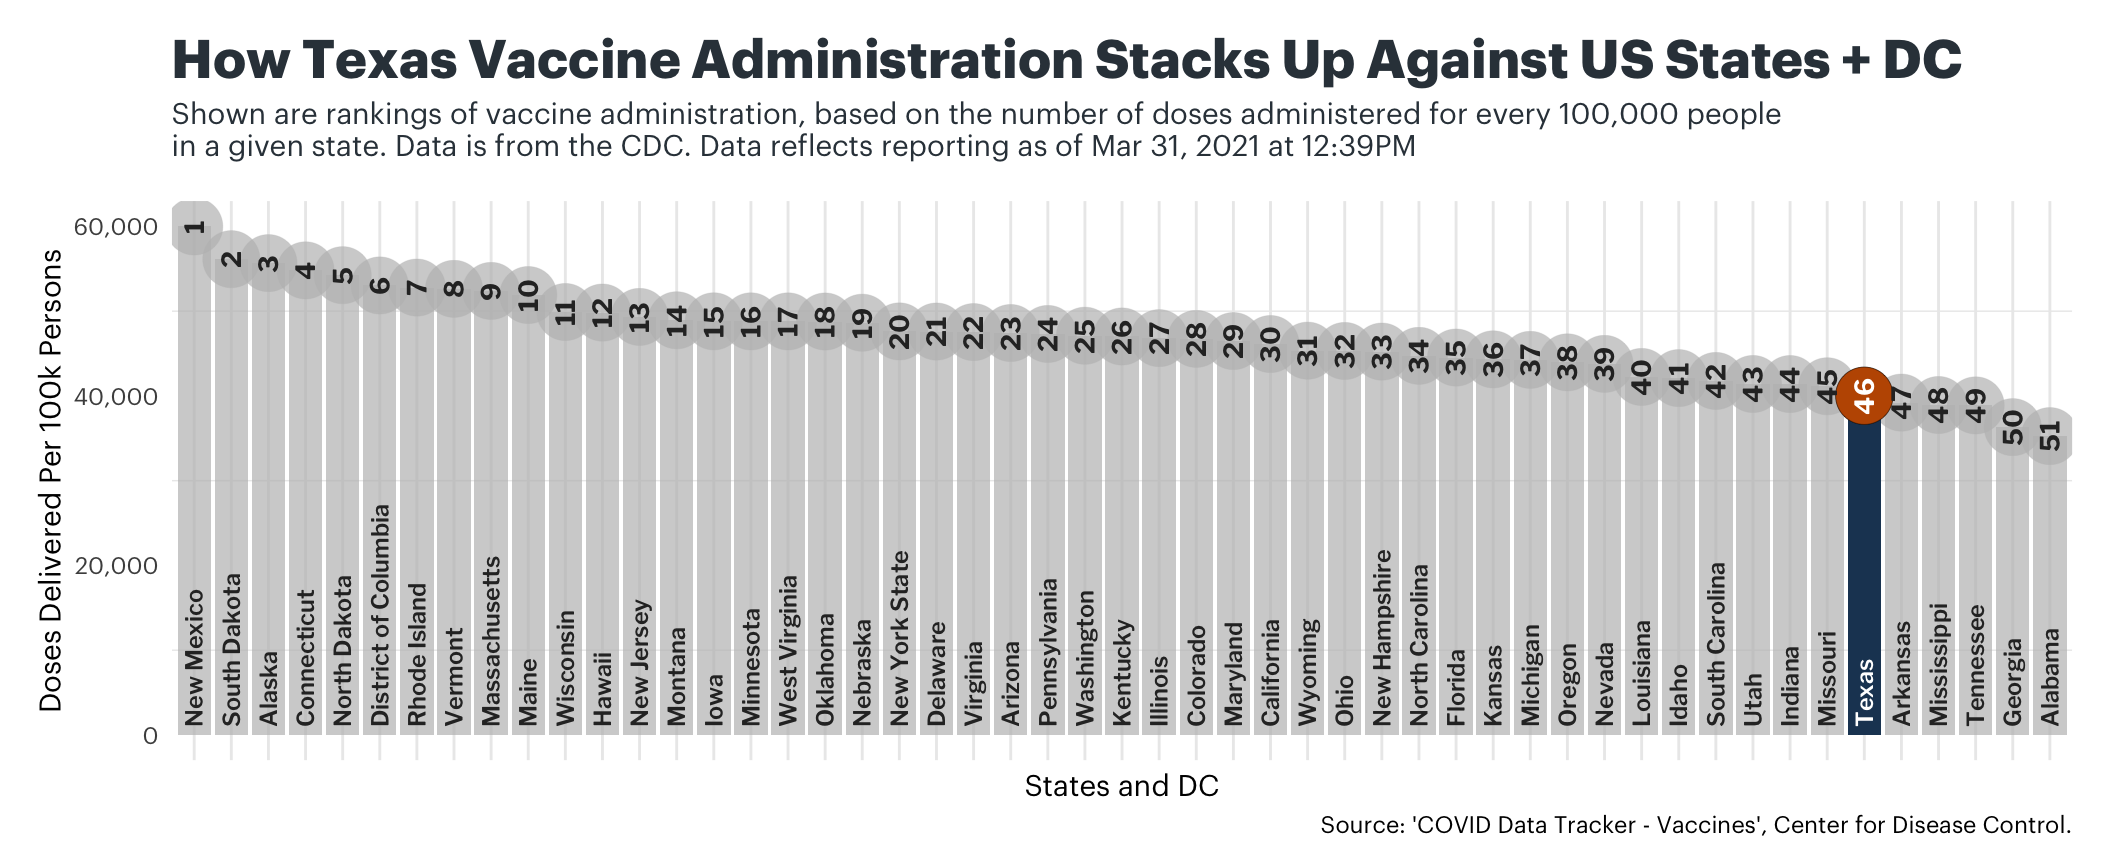 How Texas Vaccine Administration Stacks Up Against US States + DC
Shown are rankings of vaccine administration, based on the number of doses administered for every 100,000 people
in a given state. Data is from the CDC. Data reflects reporting as of Mar 31, 2021 at 12:39PM
Doses Delivered Per 100k Persons
60,000
40,000
20,000
0
1
2
3
4
5
6
7
8
9
10
11
12
13
14
15
16
17
18
19
20
21
22
23
24
25
26
27
28
29
30
31
32
33
34
35
36
37
38
39
40
41
42
43
44
45
46
47
48
49
50
51
New Mexico
South Dakota
Alaska
Connecticut
North Dakota
District of Columbia
Rhode Island
Vermont
Massachusetts
Maine
Wisconsin
Hawaii
New Jersey
Montana
Iowa
Minnesota
West Virginia
Oklahoma
Nebraska
New York State
Delaware
Virginia
Arizona
Pennsylvania
Washington
Kentucky
Illinois
Colorado
Maryland
California
Wyoming
Ohio
New Hampshire
North Carolina
Florida
Kansas
Michigan
Oregon
Nevada
Louisiana
Idaho
South Carolina
Utah
Indiana
Missouri
Texas
Arkansas
Mississippi
Tennessee
Georgia
Alabama
States and DC
Source: 'COVID Data Tracker - Vaccines', Center for Disease Control.